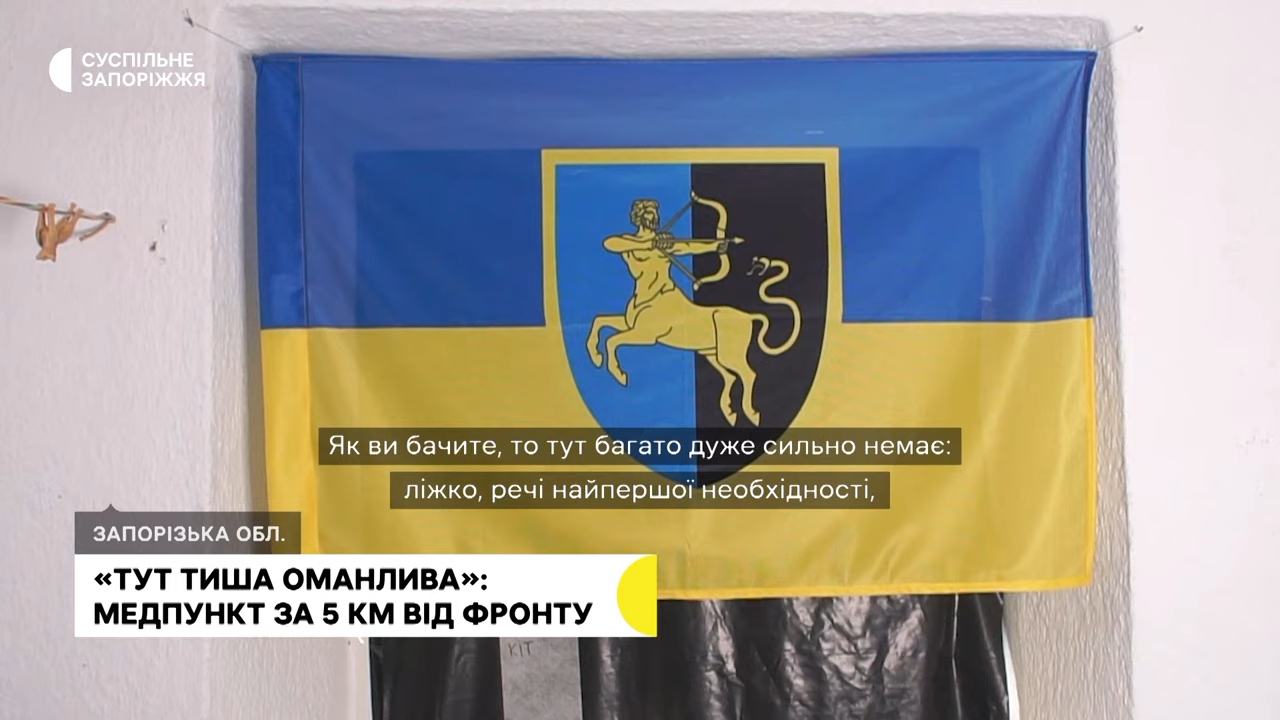 СУСПІЛЬНЕ
ЗАПОРІЖЖЯ
Як ви бачите, то тут багато дуже сильно немає:
ліжко, речі найпершої необхідності,
ЗАПОРІЗЬКА ОБЛ.
«ТУТ ТИША ОМАНЛИВА»:
МЕДПУНКТ ЗА 5 КМ ВІД ФРОНТУ
КІТ